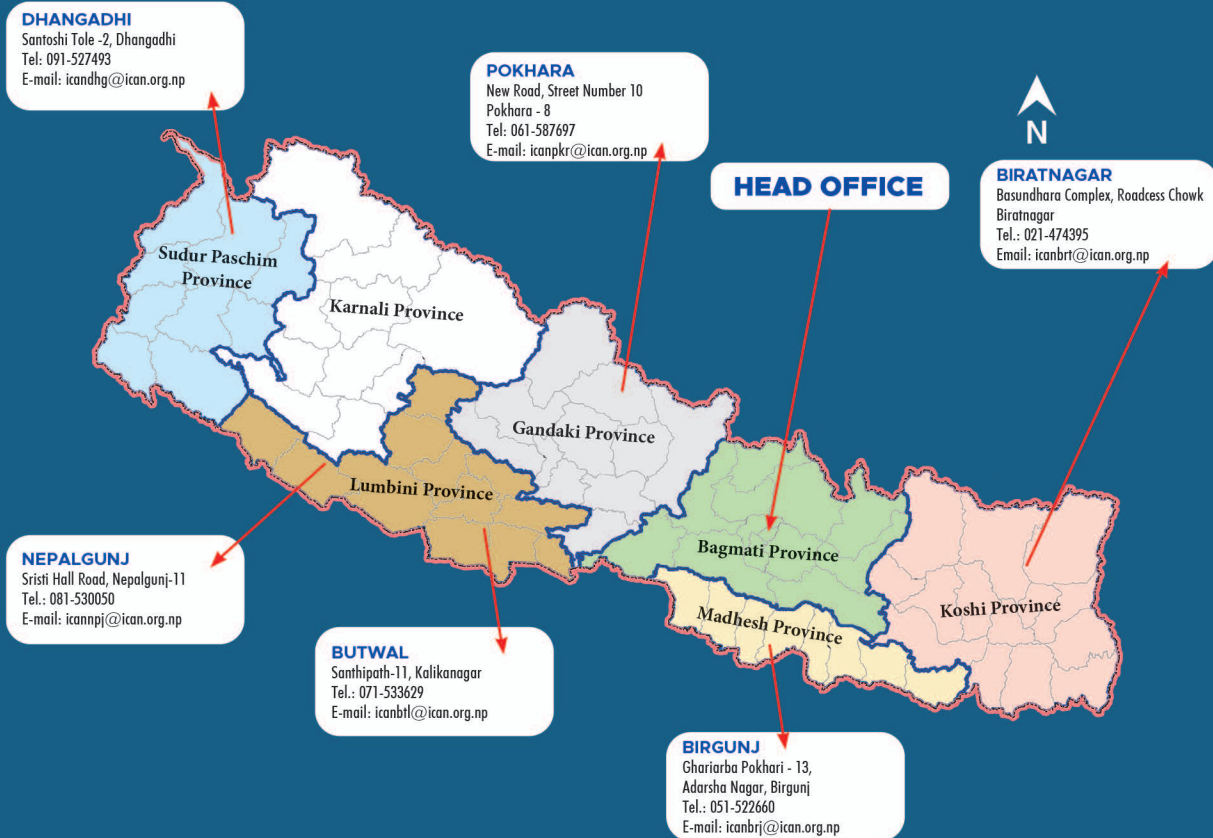 DHANGADHI
Santoshi Tole -2, Dhangadhi
Tel: 091-527493
E-mail: icandhg@ican.org.np
POKHARA
New Road, Street Number 10
Pokhara - 8
Tel: 061-587697
E-mail: icanpkr@ican.org.np
N
HEAD OFFICE
BIRATNAGAR
Basundhara Complex, Roadcess Chowk
Biratnagar
Tel.: 021-474395
Email: icanbrt@ican.org.np
Sudur Paschim
Province
Karnali Province
Gandaki Province
Lumbini Province
Bagmati Province
Madhesh Province
Koshi Province
NEPALGUNJ
Sristi Hall Road, Nepalgunj-11
Tel.: 081-530050
E-mail: icannpj@ican.org.np
BUTWAL
Santhipath-11, Kalikanagar
Tel.: 071-533629
E-mail: icanbtl@ican.org.np
BIRGUNJ
Ghariarba Pokhari - 13,
Adarsha Nagar, Birgunj
Tel.: 051-522660
E-mail: icanbrj@ican.org.np